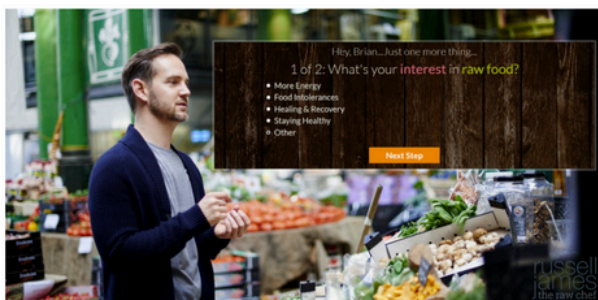 Hey, Brian...Just one more thing...
1 of 2: What's your interest in raw food?
More Energy
Food Intolerances
Healing & Recovery
Staying Healthy
Other
Next Step
russell
james
the raw chef